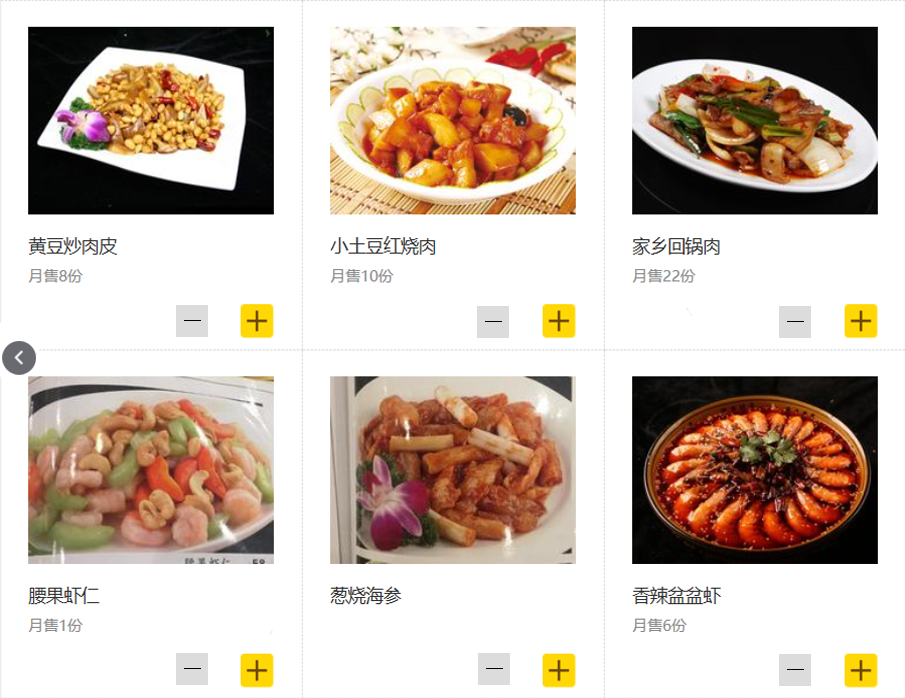 黄豆炒肉皮
月售8份
小土豆红烧肉
月售10份
家乡回锅肉
月售22份
腰果虾仁
月售1份
葱烧海参
香辣盆盆虾
月售6份